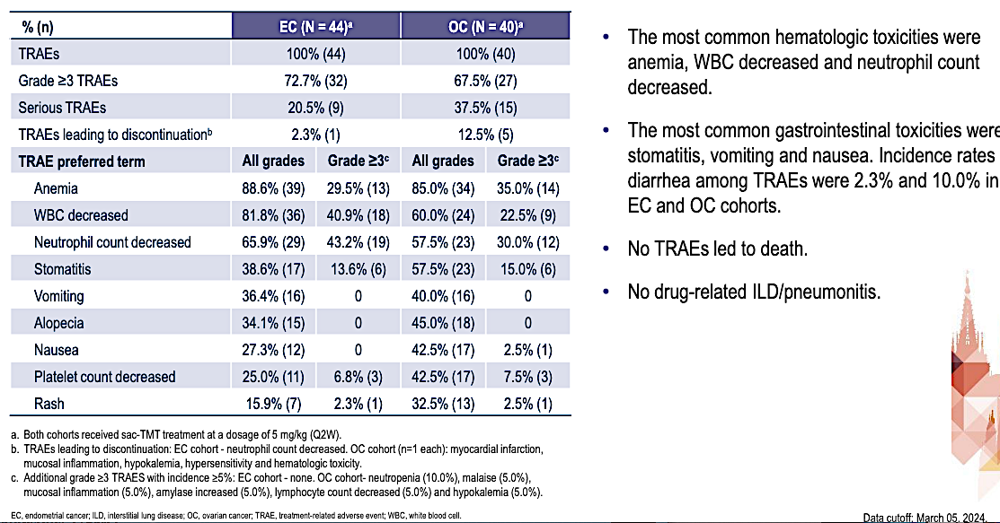 % (n) EC (N = 44)a OC (N = 40)a
TRAEs 100% (44) 100% (40)
Grade ≥3 TRAEs 72.7% (32) 67.5% (27)
Serious TRAEs 20.5% (9) 37.5% (15)
TRAEs leading to discontinuationb 2.3% (1) 12.5% (5)
TRAE preferred term All grades Grade ≥3c All grades Grade ≥3c
Anemia 88.6% (39) 29.5% (13) 85.0% (34) 35.0% (14)
WBC decreased 81.8% (36) 40.9% (18) 60.0% (24) 22.5% (9)
Neutrophil count decreased 65.9% (29) 43.2% (19) 57.5% (23) 30.0% (12)
Stomatitis 38.6% (17) 13.6% (6) 57.5% (23) 15.0% (6)
Vomiting 36.4% (16) 0 40.0% (16) 0
Alopecia 34.1% (15) 0 45.0% (18) 0
Nausea 27.3% (12) 0 42.5% (17) 2.5% (1)
Platelet count decreased 25.0% (11) 6.8% (3) 42.5% (17) 7.5% (3)
Rash 15.9% (7) 2.3% (1) 32.5% (13) 2.5% (1)
a. Both cohorts received sac-TMT treatment at a dosage of 5 mg/kg (Q2W).
b. TRAEs leading to discontinuation: EC cohort - neutrophil count decreased. OC cohort (n=1 each): myocardial infarction,
mucosal inflammation, hypokalemia, hypersensitivity and hematologic toxicity.
c. Additional grade ≥3 TRAES with incidence ≥5%: EC cohort - none. OC cohort- neutropenia (10.0%), malaise (5.0%),
mucosal inflammation (5.0%), amylase increased (5.0%), lymphocyte count decreased (5.0%) and hypokalemia (5.0%).
EC, endometrial cancer; ILD, interstitial lung disease; OC, ovarian cancer; TRAE, treatment-related adverse event; WBC, white blood cell.
• The most common hematologic toxicities were
anemia, WBC decreased and neutrophil count
decreased.
• The most common gastrointestinal toxicities were
stomatitis, vomiting and nausea. Incidence rates
diarrhea among TRAEs were 2.3% and 10.0% in
EC and OC cohorts.
• No TRAEs led to death.
• No drug-related ILD/pneumonitis.
Data cutoff: March 05, 2024